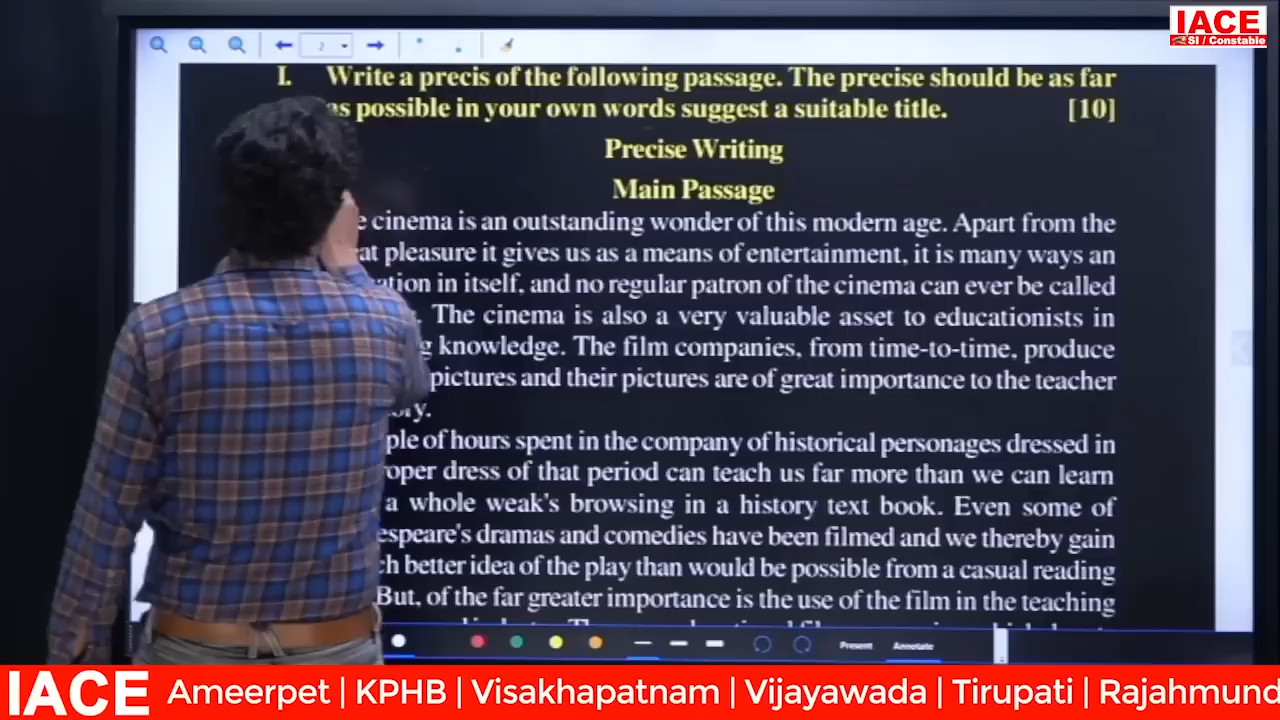 IACE
SI / Constable
2
I. Write a precis of the following passage. The precise should be as far
as possible in your own words suggest a suitable title. [10]
Precise Writing
Main Passage
cinema is an outstanding wonder of this modern age. Apart from the
pleasure it gives us as a means of entertainment, it is many ways an
in itself, and no regular patron of the cinema can ever be called
The cinema is also a very valuable asset to educationists in
knowledge. The film companies, from time-to-time, produce
pictures and their pictures are of great importance to the teacher
of hours spent in the company of historical personages dressed in
dress of that period can teach us far more than we can learn
a whole weak's browsing in a history text book. Even some of
dramas and comedies have been filmed and we thereby gain
better idea of the play than would be possible from a casual reading
But, of the far greater importance is the use of the film in the teaching
Present Annotate
IACE Ameerpet | KPHB | Visakhapatnam | Vijayawada | Tirupati | Rajahmund